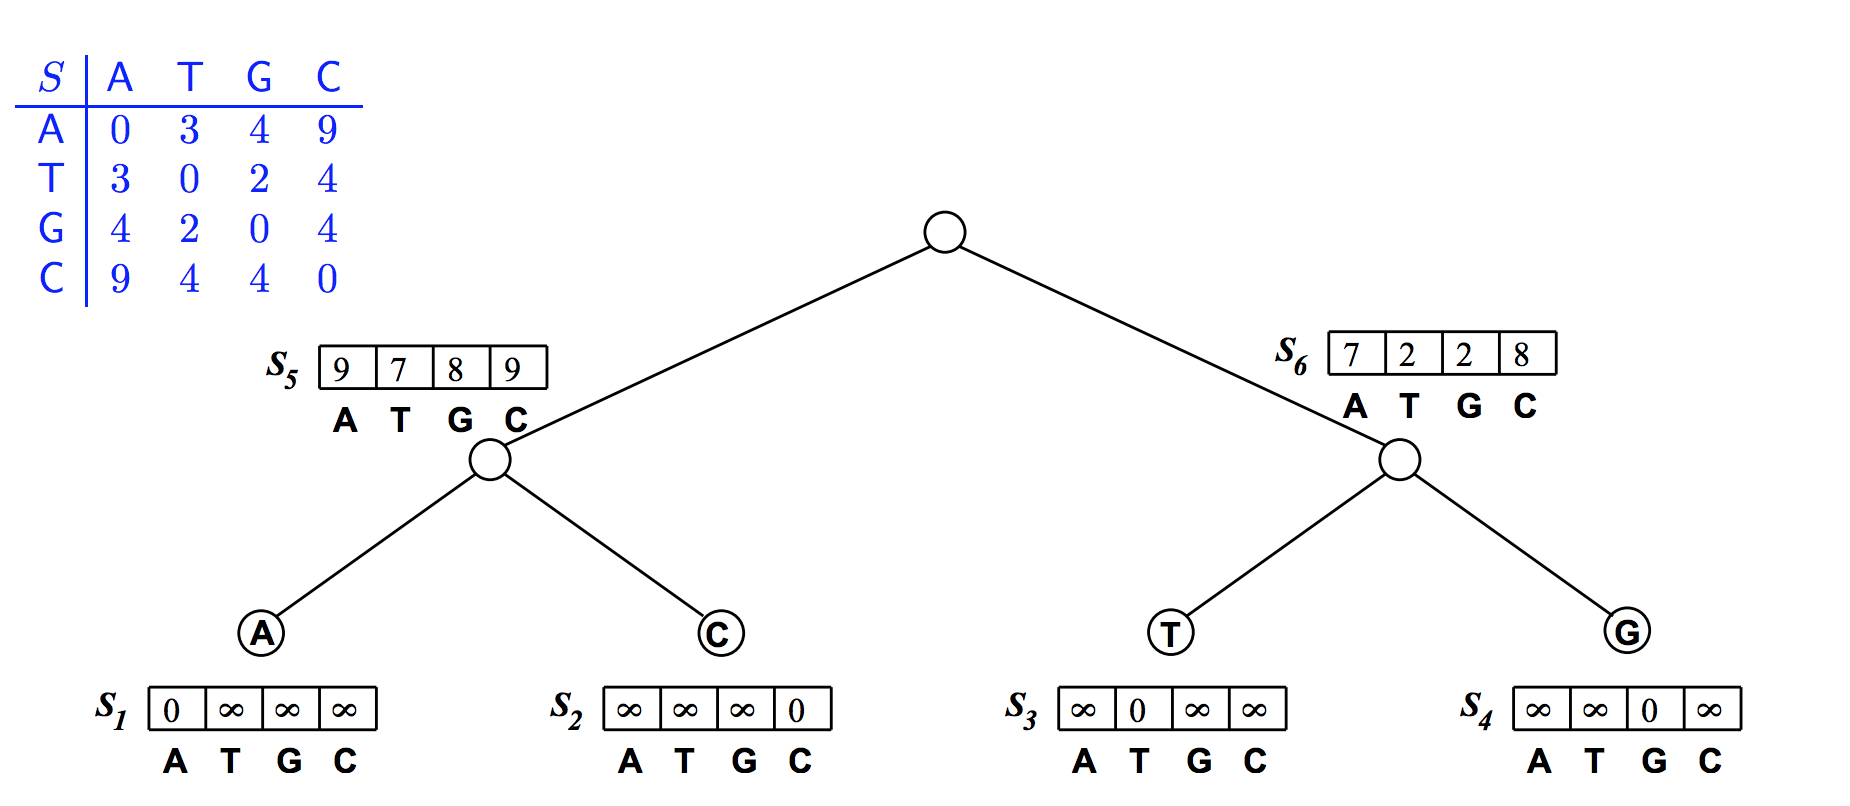 S A T G C
A 0 3 4 9
T 3 0 2 4
G 4 2 0 4
C 9 4 4 0
S5 9 7 8 9
A T G C
S6 7 2 2 8
A T G C
A
C
T
G
S1 0 ∞ ∞ ∞
A T G C
S2 ∞ ∞ ∞ 0
A T G C
S3 ∞ 0 ∞ ∞
A T G C
S4 ∞ ∞ 0 ∞
A T G C